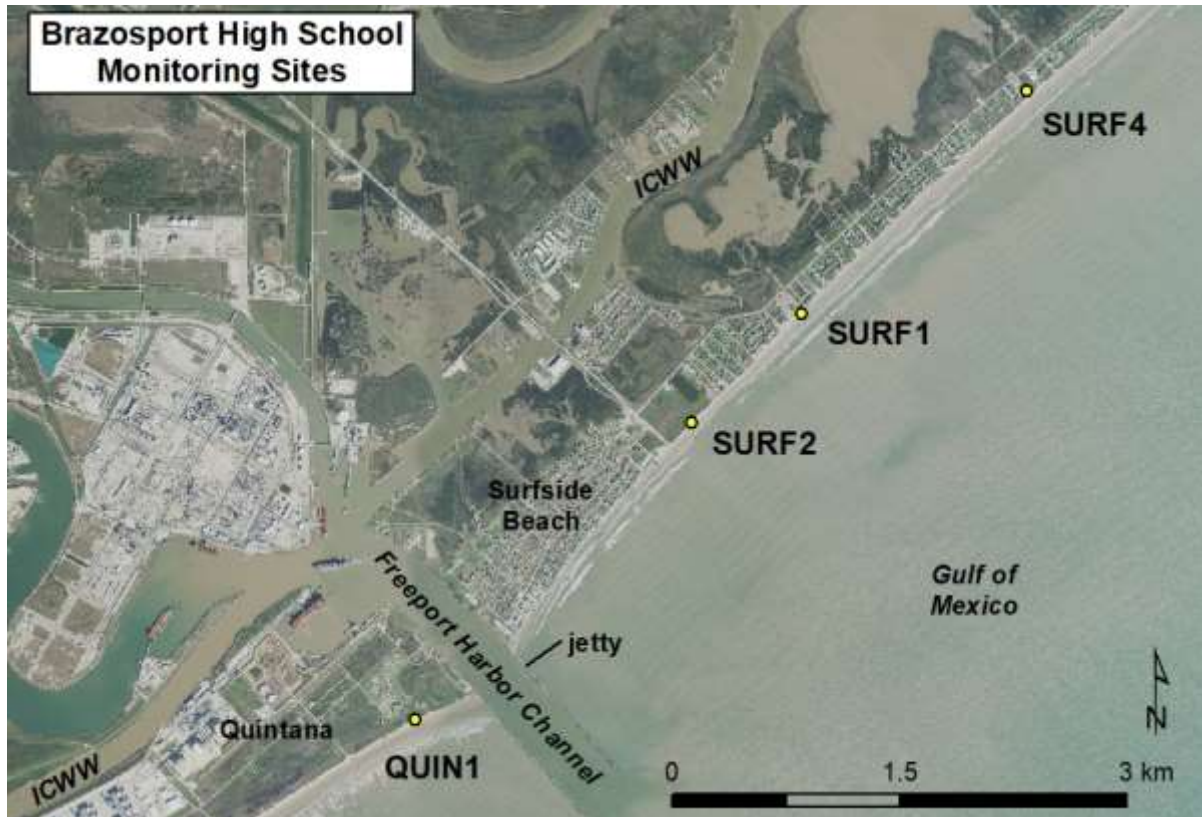 Brazosport High School
Monitoring Sites
SURF4
ICWW
SURF1
SURF2
Surfside
Beach
Gulf of
Mexico
Freeport Harbor Channel
jetty
Quintana
QUIN1
ICWW
N
0 1.5 3 km